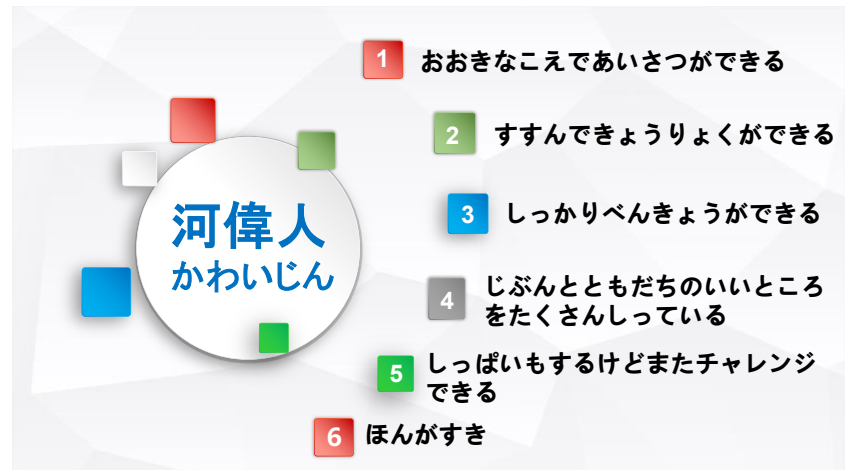 河偉人
かわいじん
1 おおきなこえであいさつができる
2 すすんできょうりょくができる
3 しっかりべんきょうができる
4 じぶんとともだちのいいところ
をたくさんしっている
5 しっぱいもするけどまたチャレンジ
できる
6 ほんがすき